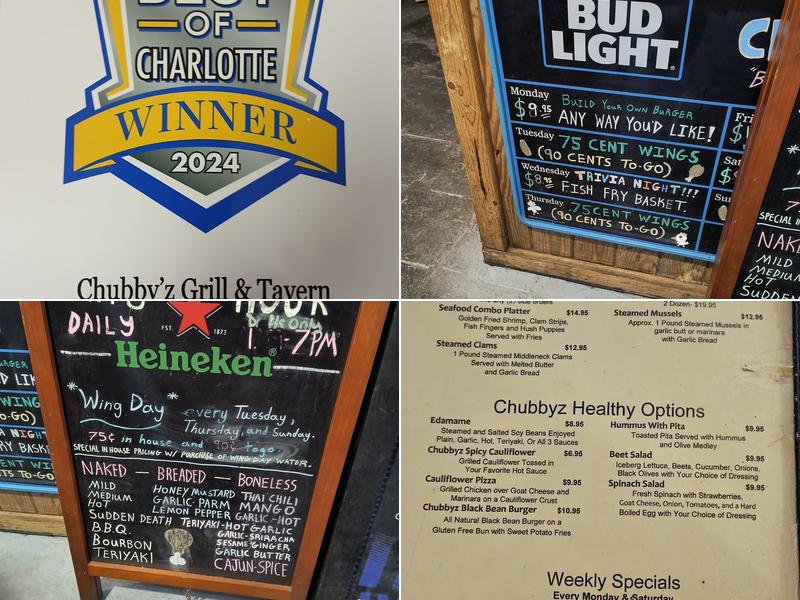 BEST
OF
CHARLOTTE
WINNER
2024
Chubby'z Grill & Tavern
BUD
LIGHT
Monday
$9.95 BUILD YOUR OWN BURGER
ANY WAY YOU'D LIKE!
Tuesday 75 CENT WINGS
(90 CENTS TO-GO)
Wednesday TRIVIA NIGHT!!!
$8.95 FISH FRY BASKET.
Thursday 75 CENT WINGS
(90 CENTS TO-GO)
Fri
Sat
Sun
SPECIAL IN
NAKED
MILD
MEDIUM
HOT
SUDDEN
HOUR
DAILY
7PM
EST. 1873
Heineken
*Wing Day* every Tuesday,
Thursday, and Sunday.
75¢ in house and 90¢ to go
SPECIAL IN HOUSE PRICING W/ PURCHASE OF WING DAY WATER.
NAKED — BREADED — BONELESS
MILD
MEDIUM
HOT
SUDDEN DEATH
B.B.Q.
BOURBON
TERIYAKI
HONEY MUSTARD
GARLIC-PARM
LEMON PEPPER
TERIYAKI-HOT GARLIC
THAI CHILI
MANGO
GARLIC-HOT
GARLIC-SRIRACHA
SESAME GINGER
GARLIC BUTTER
CAJUN-SPICE
Seafood Combo Platter $14.95
Golden Fried Shrimp, Clam Strips,
Fish Fingers and Hush Puppies
Served with Fries
Steamed Clams $12.95
1 Pound Steamed Middleneck Clams
Served with Melted Butter
and Garlic Bread
2 Dozen- $19.95
Steamed Mussels $12.95
Approx. 1 Pound Steamed Mussels in
garlic butt or marinara
with Garlic Bread
Chubbyz Healthy Options
Edamame $8.95
Steamed and Salted Soy Beans Enjoyed
Plain, Garlic, Hot, Teriyaki, Or All 3 Sauces
Chubbyz Spicy Cauliflower $6.95
Grilled Cauliflower Tossed in
Your Favorite Hot Sauce
Cauliflower Pizza $9.95
Grilled Chicken over Goat Cheese and
Marinara on a Cauliflower Crust
Chubbyz Black Bean Burger $10.95
All Natural Black Bean Burger on a
Gluten Free Bun with Sweet Potato Fries
Hummus With Pita $9.95
Toasted Pita Served with Hummus
and Olive Medley
Beet Salad $9.95
Iceberg Lettuce, Beets, Cucumber, Onions,
Black Olives with Your Choice of Dressing
Spinach Salad $9.95
Fresh Spinach with Strawberries,
Goat Cheese, Onion, Tomatoes, and a Hard
Boiled Egg with Your Choice of Dressing
Weekly Specials
Every Monday & Saturday